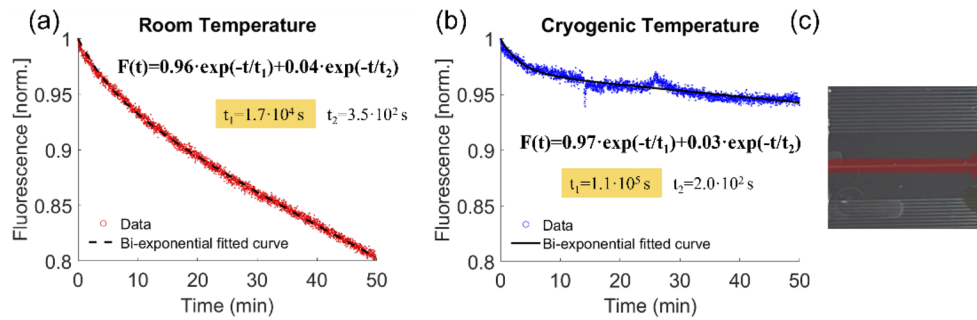 (a)
Room Temperature
F(t)=0.96·exp(-t/t₁)+0.04·exp(-t/t₂)
t₁=1.7·10⁴ s t₂=3.5·10² s
Fluorescence [norm.]
1
0.95
0.9
0.85
0.8
Data
Bi-exponential fitted curve
0 10 20 30 40 50
Time (min)
(b)
Cryogenic Temperature
F(t)=0.97·exp(-t/t₁)+0.03·exp(-t/t₂)
t₁=1.1·10⁵ s t₂=2.0·10² s
Fluorescence [norm.]
1
0.95
0.9
0.85
0.8
Data
Bi-exponential fitted curve
0 10 20 30 40 50
Time (min)
(c)